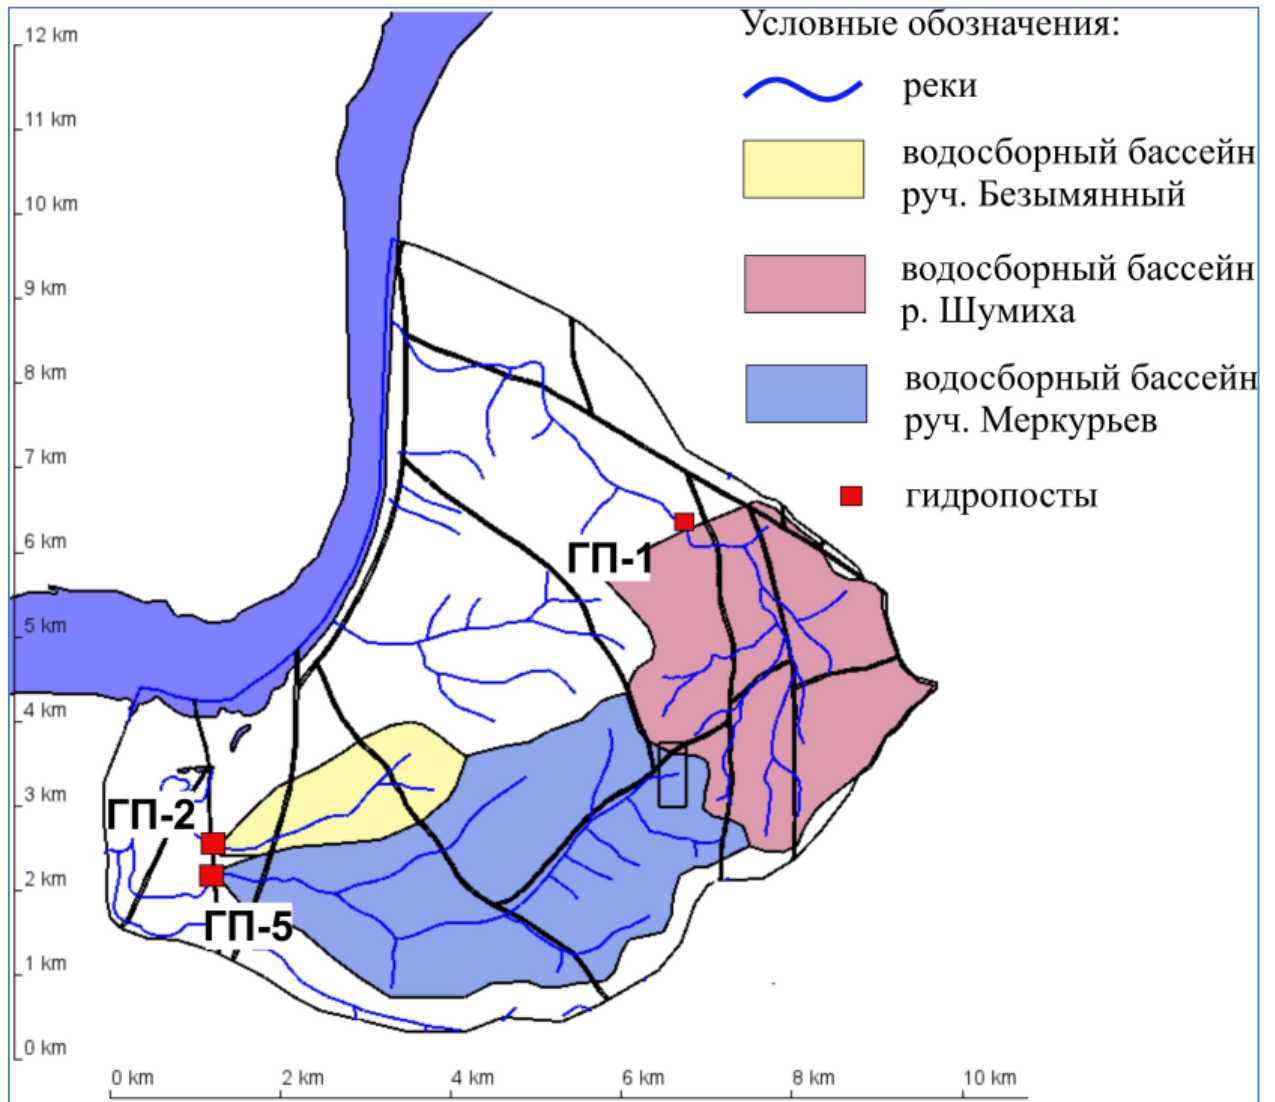 Условные обозначения:
реки
водосборный бассейн
руч. Безымянный
водосборный бассейн
р. Шумиха
водосборный бассейн
руч. Меркурьев
гидропосты
12 km
11 km
10 km
9 km
8 km
7 km
6 km
5 km
4 km
3 km
2 km
1 km
0 km
ГП-1
ГП-2
ГП-5
0 km
2 km
4 km
6 km
8 km
10 km